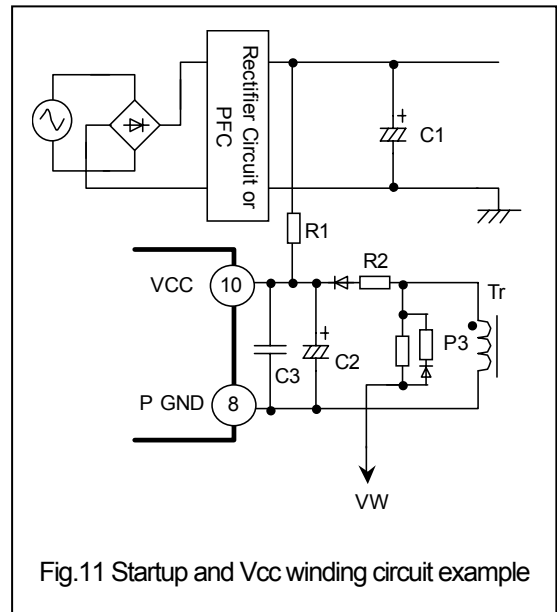 Rectifier Circuit or
PFC
+
C1
R1
VCC
10
R2
Tr
+
P3
C3
C2
P GND
8
VW
Fig.11 Startup and Vcc winding circuit example